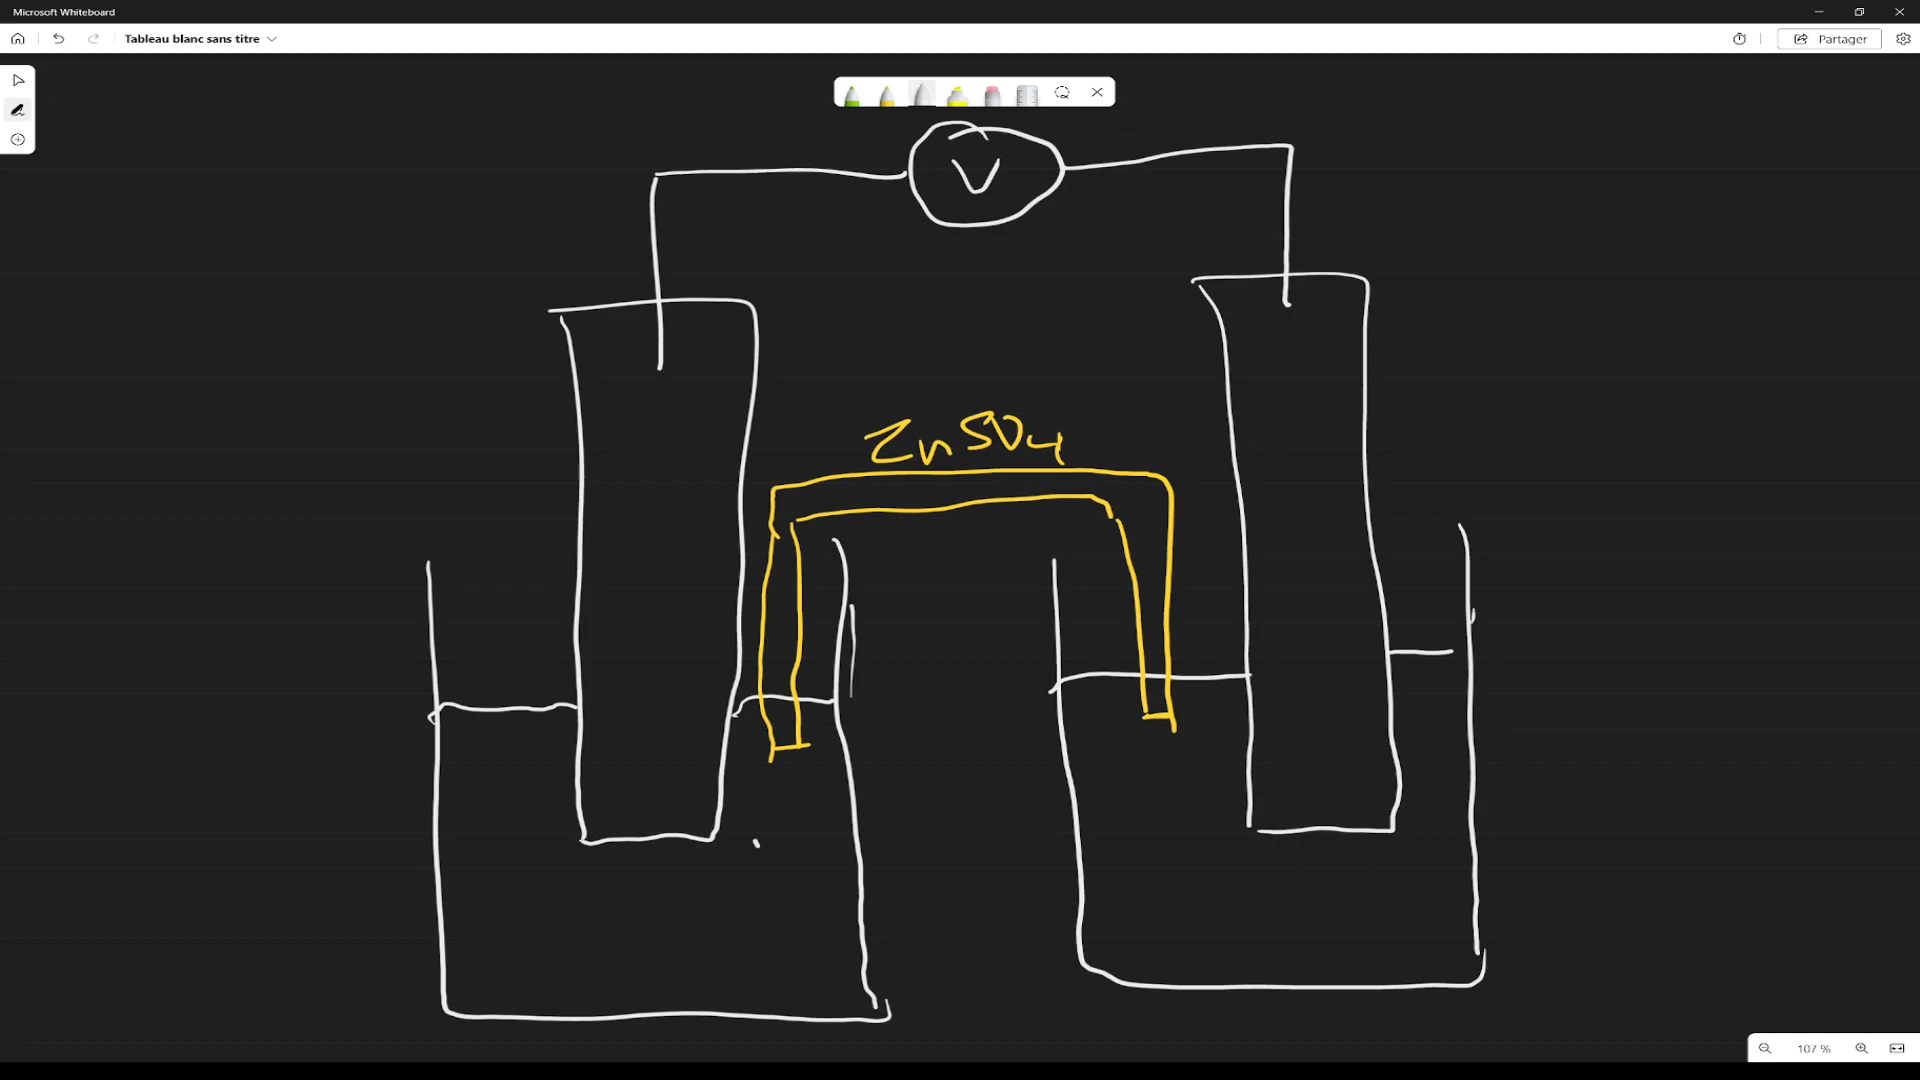 Microsoft Whiteboard
Tableau blanc sans titre
Partager
V
ZnSO4
107 %